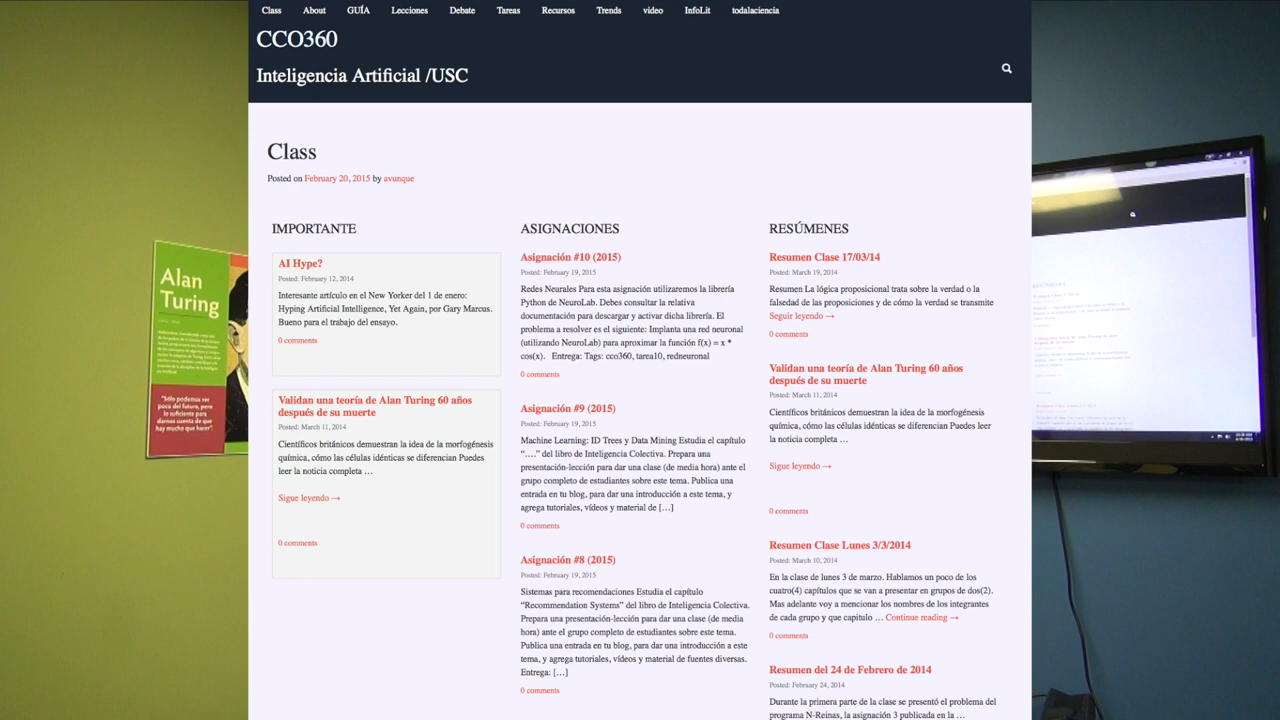 Class About GUÍA Lecciones Debate Tareas Recursos Trends video InfoLit todalaciencia
CCO360
Inteligencia Artificial /USC
Class
Posted on February 20, 2015 by avunque
IMPORTANTE
AI Hype?
Posted: February 12, 2014
Interesante artículo en el New Yorker del 1 de enero:
Hyping Artificial Intelligence, Yet Again, por Gary Marcus.
Bueno para el trabajo del ensayo.
0 comments
Validan una teoría de Alan Turing 60 años
después de su muerte
Posted: March 11, 2014
Científicos británicos demuestran la idea de la morfogénesis
química, cómo las células idénticas se diferencian Puedes
leer la noticia completa …
Sigue leyendo →
0 comments
ASIGNACIONES
Asignación #10 (2015)
Posted: February 19, 2015
Redes Neurales Para esta asignación utilizaremos la librería
Python de NeuroLab. Debes consultar la relativa
documentación para descargar y activar dicha librería. El
problema a resolver es el siguiente: Implanta una red neuronal
(utilizando NeuroLab) para aproximar la función f(x) = x *
cos(x). Entrega: Tags: cco360, tarea10, redneuronal
0 comments
Asignación #9 (2015)
Posted: February 19, 2015
Machine Learning: ID Trees y Data Mining Estudia el capítulo
“….” del libro de Inteligencia Colectiva. Prepara una
presentación-lección para dar una clase (de media hora) ante el
grupo completo de estudiantes sobre este tema. Publica una
entrada en tu blog, para dar una introducción a este tema, y
agrega tutoriales, vídeos y material de […]
0 comments
Asignación #8 (2015)
Posted: February 19, 2015
Sistemas para recomendaciones Estudia el capítulo
“Recommendation Systems” del libro de Inteligencia Colectiva.
Prepara una presentación-lección para dar una clase (de media
hora) ante el grupo completo de estudiantes sobre este tema.
Publica una entrada en tu blog, para dar una introducción a este
tema, y agrega tutoriales, vídeos y material de fuentes diversas.
Entrega: […]
0 comments
RESÚMENES
Resumen Clase 17/03/14
Posted: March 19, 2014
Resumen La lógica proposicional trata sobre la verdad o la
falsedad de las proposiciones y de cómo la verdad se transmite
Seguir leyendo →
0 comments
Validan una teoría de Alan Turing 60 años
después de su muerte
Posted: March 11, 2014
Científicos británicos demuestran la idea de la morfogénesis
química, cómo las células idénticas se diferencian Puedes leer
la noticia completa …
Sigue leyendo →
0 comments
Resumen Clase Lunes 3/3/2014
Posted: March 10, 2014
En la clase de lunes 3 de marzo. Hablamos un poco de los
cuatro(4) capítulos que se van a presentar en grupos de dos(2).
Mas adelante voy a mencionar los nombres de los integrantes
de cada grupo y que capitulo … Continue reading →
0 comments
Resumen del 24 de Febrero de 2014
Posted: February 24, 2014
Durante la primera parte de la clase se presentó el problema del
programa N-Reinas, la asignación 3 publicada en la …
Alan
Turing
"Sólo podemos ver
poco del futuro, pero
lo suficiente para
darnos cuenta de que
hay mucho que hacer".